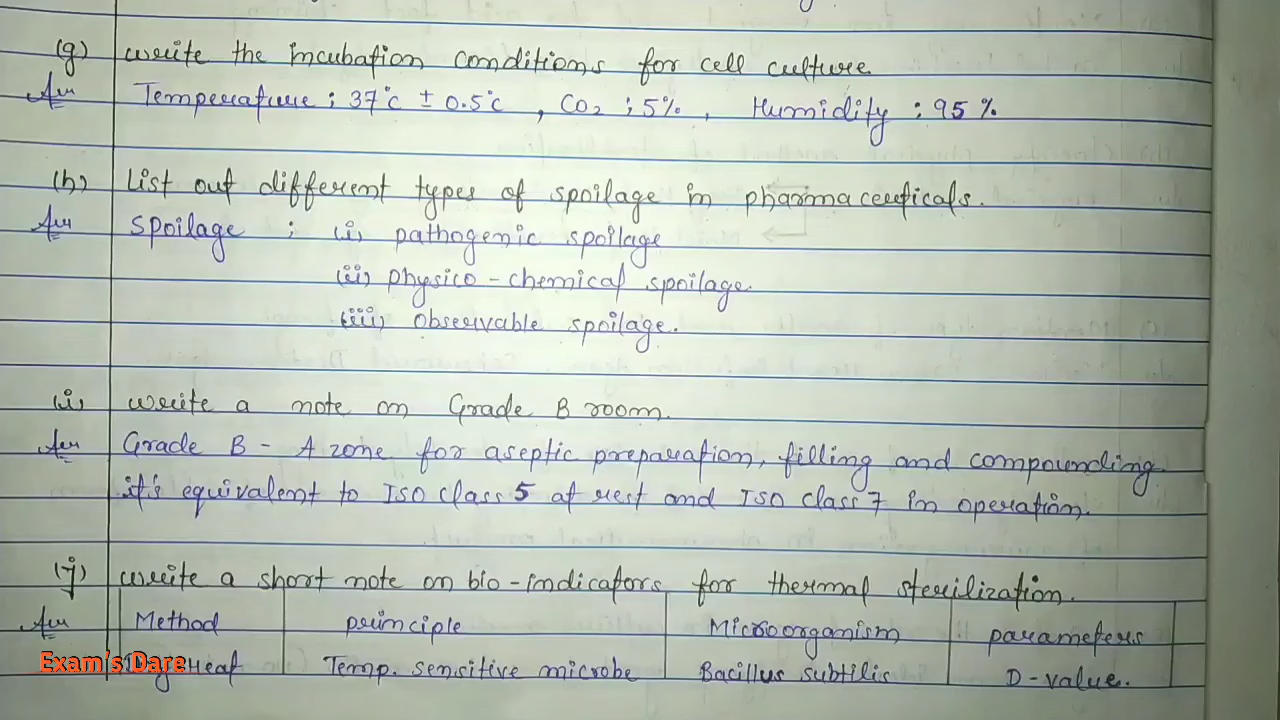 (g) write the incubation conditions for cell culture
Ans Temperature : 37°c ± 0.5°c , CO2 : 5% , Humidity : 95 %
(h) List out different types of spoilage in pharmaceuticals.
Ans spoilage : (i) pathogenic spoilage
(ii) physico - chemical spoilage.
(iii) observable spoilage.
(i) write a note on Grade B room.
Ans Grade B - A zone for aseptic preparation, filling and compounding
it's equivalent to ISO class 5 at rest and ISO class 7 in operation.
(j) write a short note on bio-indicators for thermal sterilization.
Ans Method principle Microorganism parameters
Exam's Dare Heat Temp. sensitive microbe Bacillus subtilis D-value.